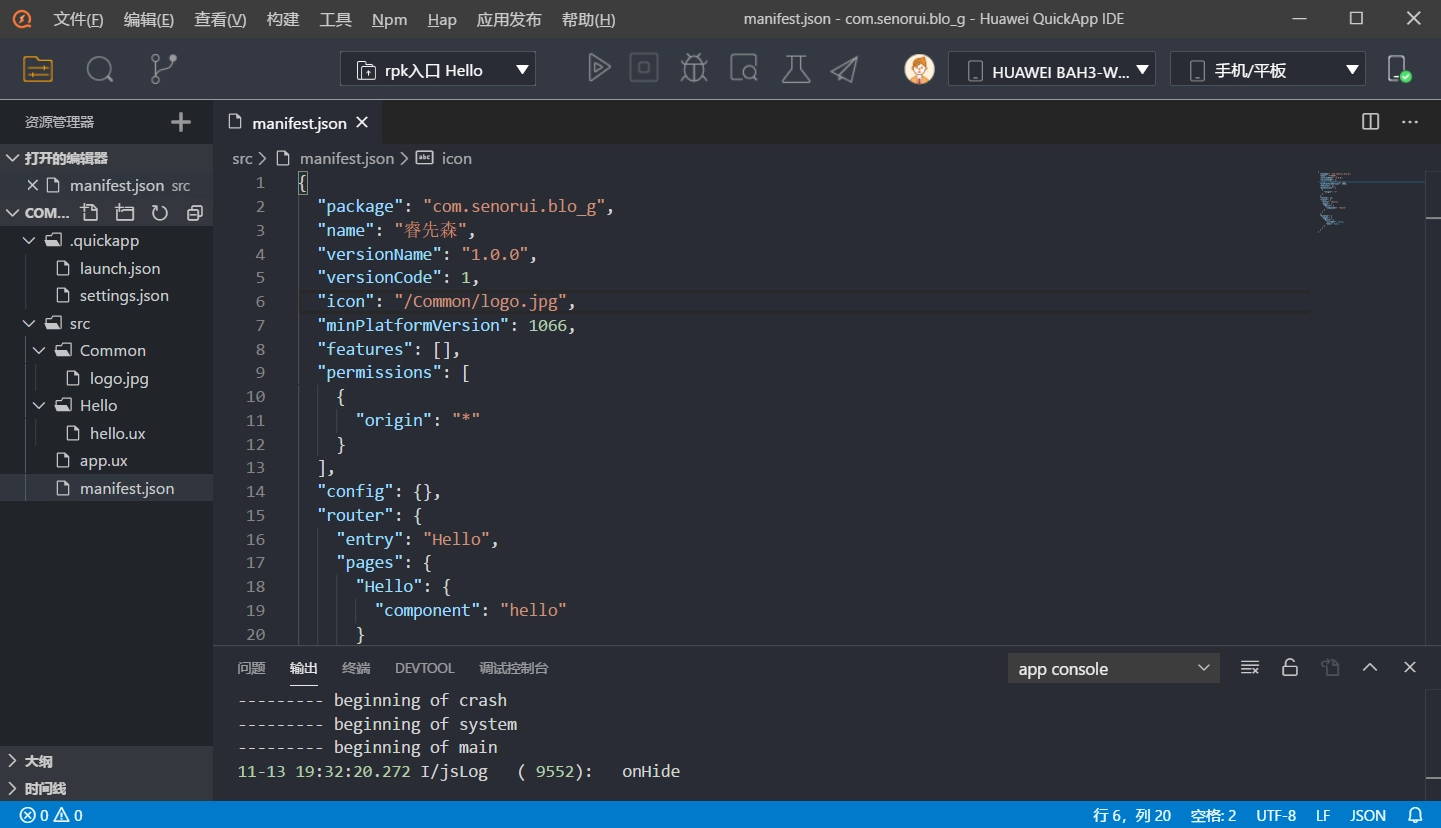 文件(F) 编辑(E) 查看(V) 构建 工具 Npm Hap 应用发布 帮助(H) manifest.json - com.senorui.blo_g - Huawei QuickApp IDE
rpk入口 Hello HUAWEI BAH3-W... 手机/平板
资源管理器
打开的编辑器
manifest.json src
COM...
.quickapp
launch.json
settings.json
src
Common
logo.jpg
Hello
hello.ux
app.ux
manifest.json
大纲
时间线
manifest.json
src manifest.json abc icon
1 {
2 "package": "com.senorui.blo_g",
3 "name": "睿先森",
4 "versionName": "1.0.0",
5 "versionCode": 1,
6 "icon": "/Common/logo.jpg",
7 "minPlatformVersion": 1066,
8 "features": [],
9 "permissions": [
10 {
11 "origin": "*"
12 }
13 ],
14 "config": {},
15 "router": {
16 "entry": "Hello",
17 "pages": {
18 "Hello": {
19 "component": "hello"
20 }
问题 输出 终端 DEVTOOL 调试控制台 app console
--------- beginning of crash
--------- beginning of system
--------- beginning of main
11-13 19:32:20.272 I/jsLog ( 9552): onHide
0 0 行 6，列 20 空格: 2 UTF-8 LF JSON